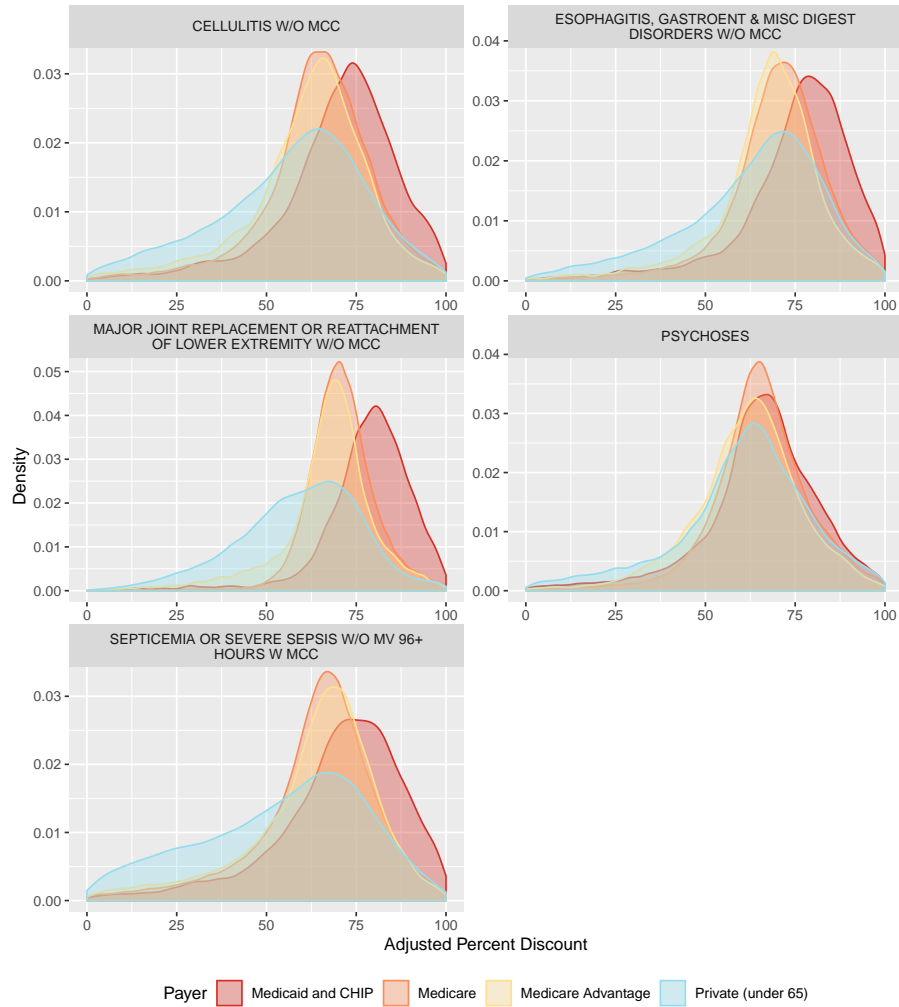 CELLULITIS W/O MCC
0.03
0.02
0.01
0.00
0 25 50 75 100
ESOPHAGITIS, GASTROENT & MISC DIGEST
DISORDERS W/O MCC
0.04
0.03
0.02
0.01
0.00
0 25 50 75 100
MAJOR JOINT REPLACEMENT OR REATTACHMENT
OF LOWER EXTREMITY W/O MCC
0.05
0.04
0.03
0.02
0.01
0.00
0 25 50 75 100
PSYCHOSES
0.04
0.03
0.02
0.01
0.00
0 25 50 75 100
Density
SEPTICEMIA OR SEVERE SEPSIS W/O MV 96+
HOURS W MCC
0.03
0.02
0.01
0.00
0 25 50 75 100
Adjusted Percent Discount
Payer Medicaid and CHIP Medicare Medicare Advantage Private (under 65)